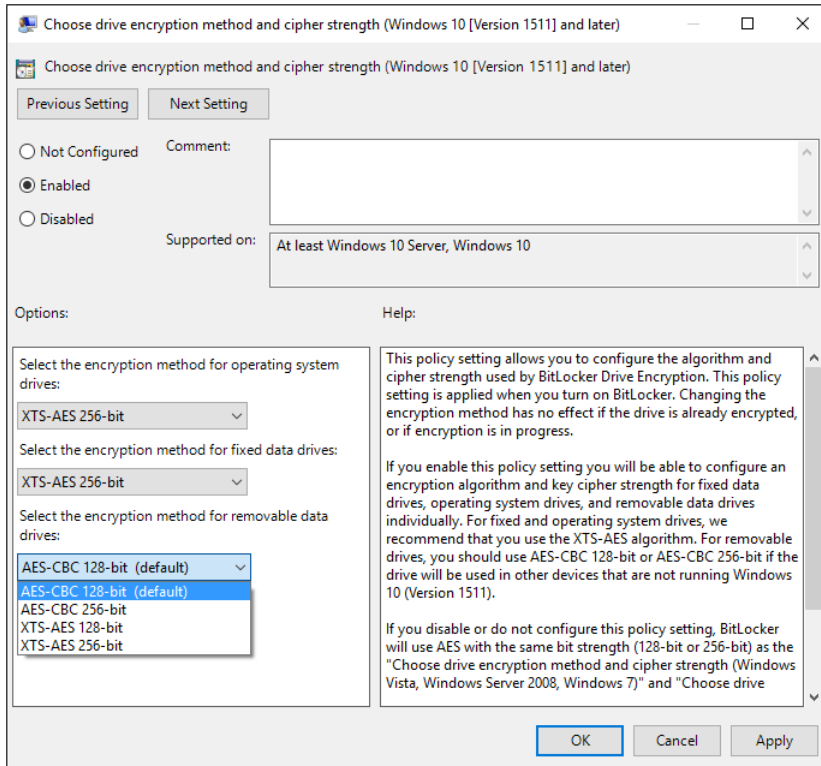 Choose drive encryption method and cipher strength (Windows 10 [Version 1511] and later)
Choose drive encryption method and cipher strength (Windows 10 [Version 1511] and later)
Previous Setting
Next Setting
Not Configured
Enabled
Disabled
Comment:
Supported on:
At least Windows 10 Server, Windows 10
Options:
Help:
Select the encryption method for operating system
drives:
XTS-AES 256-bit
Select the encryption method for fixed data drives:
XTS-AES 256-bit
Select the encryption method for removable data
drives:
AES-CBC 128-bit  (default)
AES-CBC 128-bit  (default)
AES-CBC 256-bit
XTS-AES 128-bit
XTS-AES 256-bit
This policy setting allows you to configure the algorithm and
cipher strength used by BitLocker Drive Encryption. This policy
setting is applied when you turn on BitLocker. Changing the
encryption method has no effect if the drive is already encrypted,
or if encryption is in progress.
If you enable this policy setting you will be able to configure an
encryption algorithm and key cipher strength for fixed data
drives, operating system drives, and removable data drives
individually. For fixed and operating system drives, we
recommend that you use the XTS-AES algorithm. For removable
drives, you should use AES-CBC 128-bit or AES-CBC 256-bit if the
drive will be used in other devices that are not running Windows
10 (Version 1511).
If you disable or do not configure this policy setting, BitLocker
will use AES with the same bit strength (128-bit or 256-bit) as the
"Choose drive encryption method and cipher strength (Windows
Vista, Windows Server 2008, Windows 7)" and "Choose drive
OK
Cancel
Apply